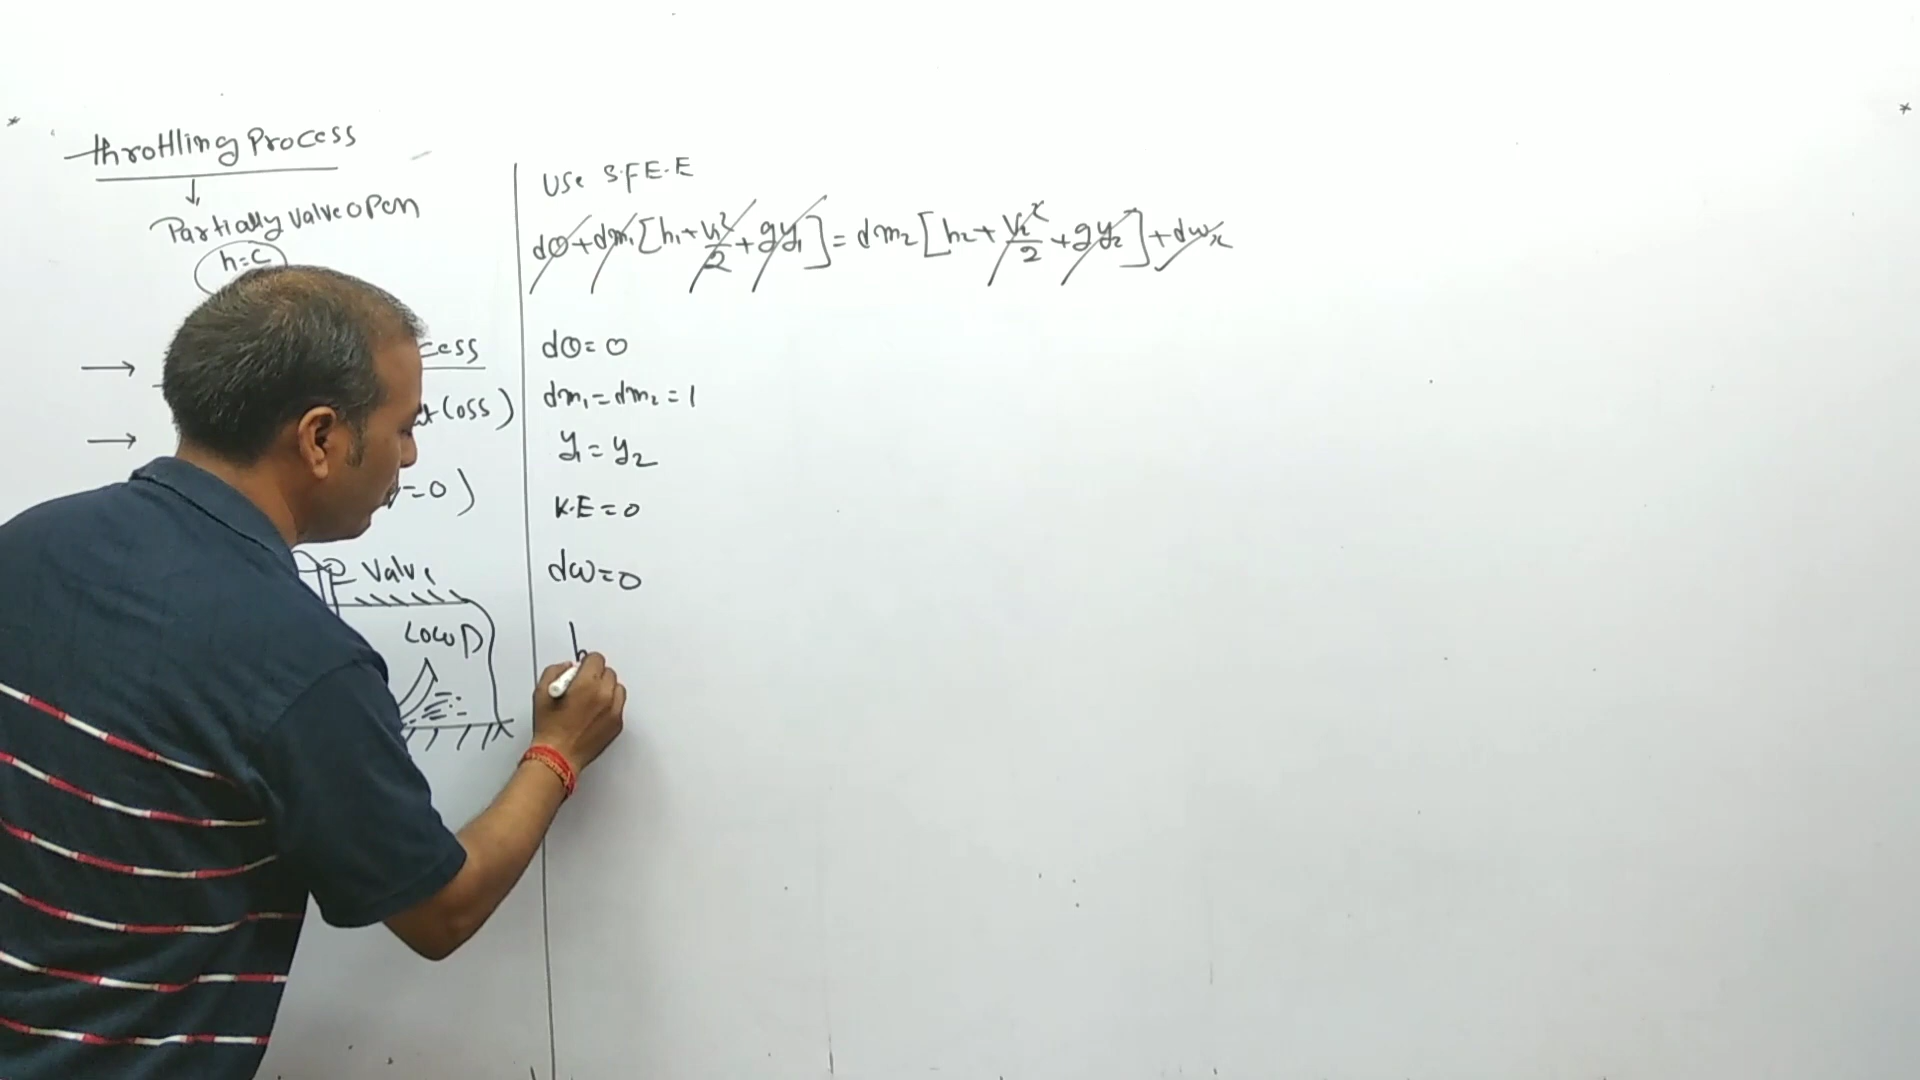 Throttling Process
↓
Partially valve open
h=c
→ cess
Loss)
→
=0)
Valve
Low P
Use S.F.E.E
dQ+dm₁[h₁+V₁²/2+gy₁]=dm₂[h₂+V₂²/2+gy₂]+dwₓ
dQ=0
dm₁=dm₂=1
y₁=y₂
K.E=0
dw=0
h